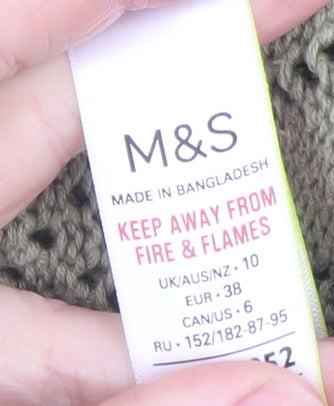 M&S
MADE IN BANGLADESH
KEEP AWAY FROM
FIRE & FLAMES
UK/AUS/NZ • 10
EUR • 38
CAN/US • 6
RU • 152/182-87-95